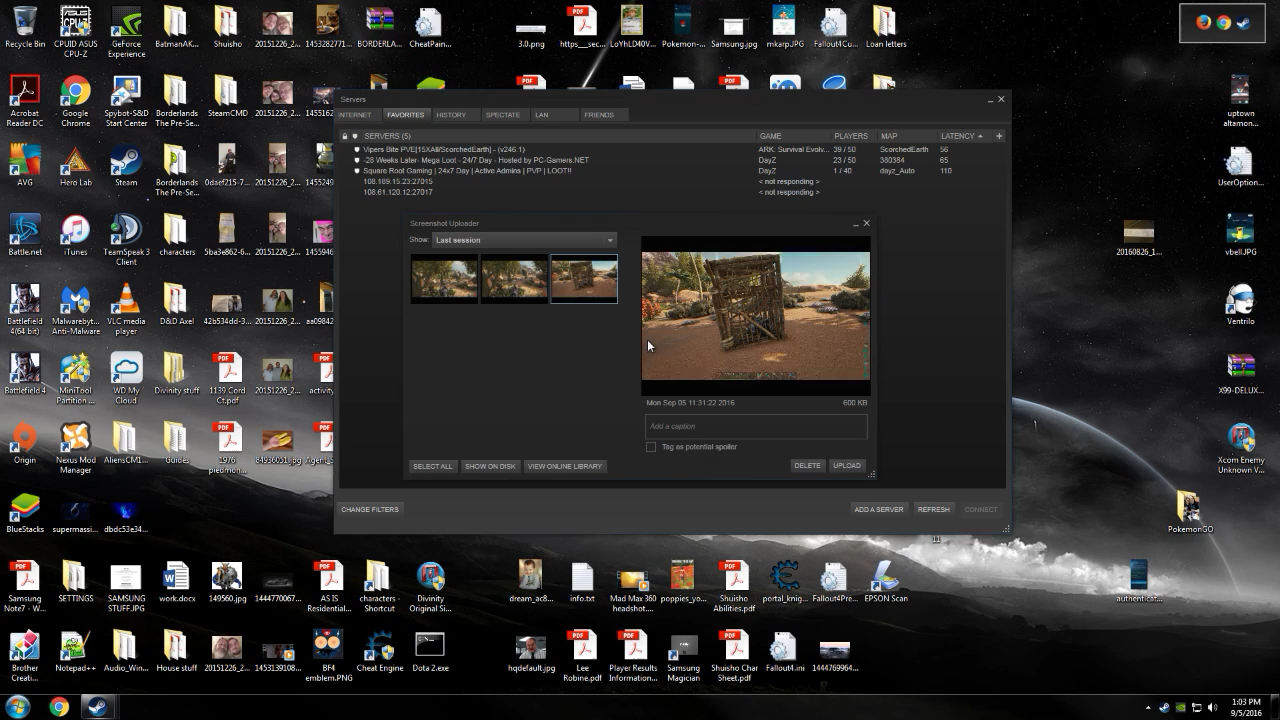 Recycle Bin
CPUID ASUS CPU-Z
GeForce Experience
BatmanAK...
Shuisho
20151226_2...
1453282771...
BORDERLA...
CheatPain...
3.0.png
https___sec...
LoYhLD40V...
Pokemon-...
Samsung.jpg
mkarp.JPG
Fallout4Cu...
Loan letters
Acrobat Reader DC
Google Chrome
Spybot-S&D Start Center
Borderlands The Pre-Se...
SteamCMD
20151226_2...
Servers
INTERNET
FAVORITES
HISTORY
SPECTATE
LAN
FRIENDS
SERVERS (5)
GAME
PLAYERS
MAP
LATENCY
Vipers Bite PVE[15XAll/ScorchedEarth] - (v246.1)
ARK: Survival Evolv...
39 / 50
ScorchedEarth
56
-28 Weeks Later- Mega Loot - 24/7 Day - Hosted by PC-Gamers.NET
DayZ
23 / 50
380384
65
Square Root Gaming | 24x7 Day | Active Admins | PVP | LOOT!!
DayZ
1 / 40
dayz_Auto
110
108.189.15.23:27015
< not responding >
108.61.120.12:27017
< not responding >
uptown altamon...
AVG
Hero Lab
Steam
Borderlands The Pre-Se...
0daef215-7...
20151226_2...
UserOption...
Screenshot Uploader
Show:
Last session
Mon Sep 05 11:31:22 2016
600 KB
Add a caption
Tag as potential spoiler
SELECT ALL
SHOW ON DISK
VIEW ONLINE LIBRARY
DELETE
UPLOAD
Battle.net
iTunes
TeamSpeak 3 Client
characters
5ba3e862-6...
20151226_2...
20160826_1...
vbell.JPG
Battlefield 4(64 bit)
Malwarebyt... Anti-Malware
VLC media player
D&D Axel
42b534dd-3...
20151226_2...
Ventrilo
Battlefield 4
MiniTool Partition ...
WD My Cloud
Divinity stuff
1139 Cord Ct.pdf
20151226_2...
X99-DELUX...
Origin
Nexus Mod Manager
AliensCM1...
Guides
1976 piedmon...
84936031.jpg
Xcom Enemy Unknown V...
CHANGE FILTERS
ADD A SERVER
REFRESH
CONNECT
BlueStacks
supermassi...
dbdc53e34...
PokemonGO
11
Samsung Note7 - W...
SETTINGS
SAMSUNG STUFF.JPG
work.docx
149560.jpg
1444770067...
AS IS Residential...
characters - Shortcut
Divinity Original Si...
dream_ac8...
info.txt
Mad Max 360 headshot....
poppies_yo...
Shuisho Abilities.pdf
portal_knig...
Fallout4Pre...
EPSON Scan
authenticat...
Brother Creati...
Notepad++
Audio_Win...
House stuff
20151226_2...
1453139108...
BF4 emblem.PNG
Cheat Engine
Dota 2.exe
hqdefault.jpg
Lee Robine.pdf
Player Results Information...
Samsung Magician
Shuisho Char Sheet.pdf
Fallout4.ini
1444769964...
1:03 PM
9/5/2016